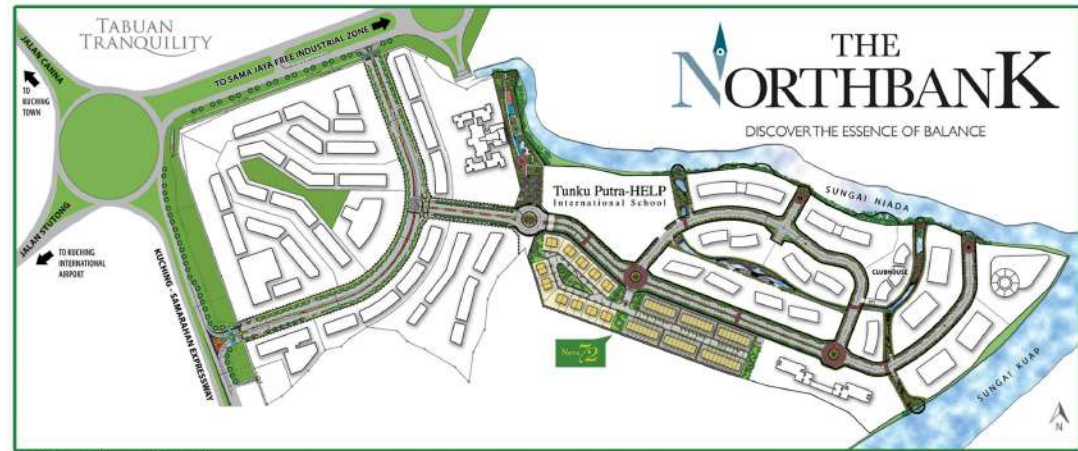 TABUAN
TRANQUILITY
JALAN CANNA
TO
KUCHING
TOWN
TO SAMA JAYA FREE INDUSTRIAL ZONE
THE
NORTHBANK
DISCOVER THE ESSENCE OF BALANCE
Tunku Putra-HELP
International School
SUNGAI NIADA
CLUBHOUSE
JALAN STUTONG
TO KUCHING
INTERNATIONAL
AIRPORT
KUCHING - SAMARAHAN EXPRESSWAY
Nova 72
SUNGAI KUAP
N